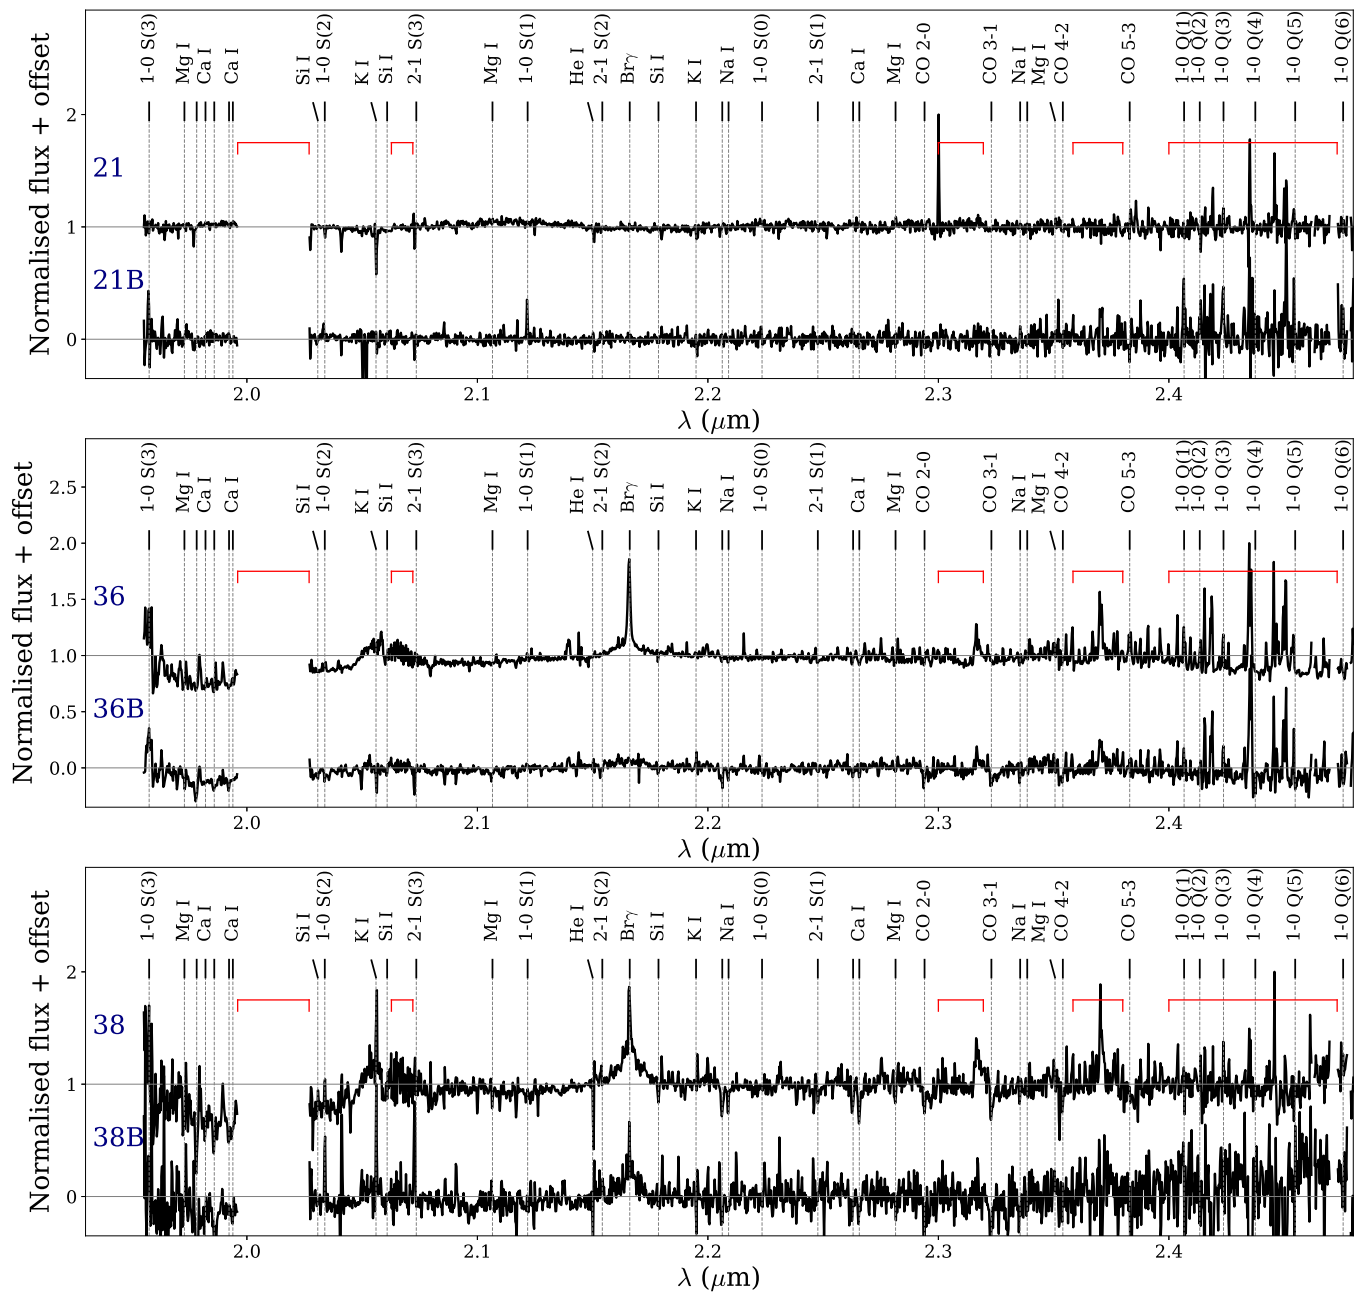 1-0 S(3) Mg I Ca I Ca I Si I 1-0 S(2) K I Si I 2-1 S(3) Mg I 1-0 S(1) He I 2-1 S(2) Brγ Si I K I Na I 1-0 S(0) 2-1 S(1) Ca I Mg I CO 2-0 CO 3-1 Na I Mg I CO 4-2 CO 5-3 1-0 Q(1) 1-0 Q(2) 1-0 Q(3) 1-0 Q(4) 1-0 Q(5) 1-0 Q(6)
Normalised flux + offset
2
21
1
21B
0
2.0 2.1 2.2 2.3 2.4
λ (μm)
1-0 S(3) Mg I Ca I Ca I Si I 1-0 S(2) K I Si I 2-1 S(3) Mg I 1-0 S(1) He I 2-1 S(2) Brγ Si I K I Na I 1-0 S(0) 2-1 S(1) Ca I Mg I CO 2-0 CO 3-1 Na I Mg I CO 4-2 CO 5-3 1-0 Q(1) 1-0 Q(2) 1-0 Q(3) 1-0 Q(4) 1-0 Q(5) 1-0 Q(6)
Normalised flux + offset
2.5
2.0
1.5
36
1.0
36B
0.5
0.0
2.0 2.1 2.2 2.3 2.4
λ (μm)
1-0 S(3) Mg I Ca I Ca I Si I 1-0 S(2) K I Si I 2-1 S(3) Mg I 1-0 S(1) He I 2-1 S(2) Brγ Si I K I Na I 1-0 S(0) 2-1 S(1) Ca I Mg I CO 2-0 CO 3-1 Na I Mg I CO 4-2 CO 5-3 1-0 Q(1) 1-0 Q(2) 1-0 Q(3) 1-0 Q(4) 1-0 Q(5) 1-0 Q(6)
Normalised flux + offset
2
38
1
38B
0
2.0 2.1 2.2 2.3 2.4
λ (μm)